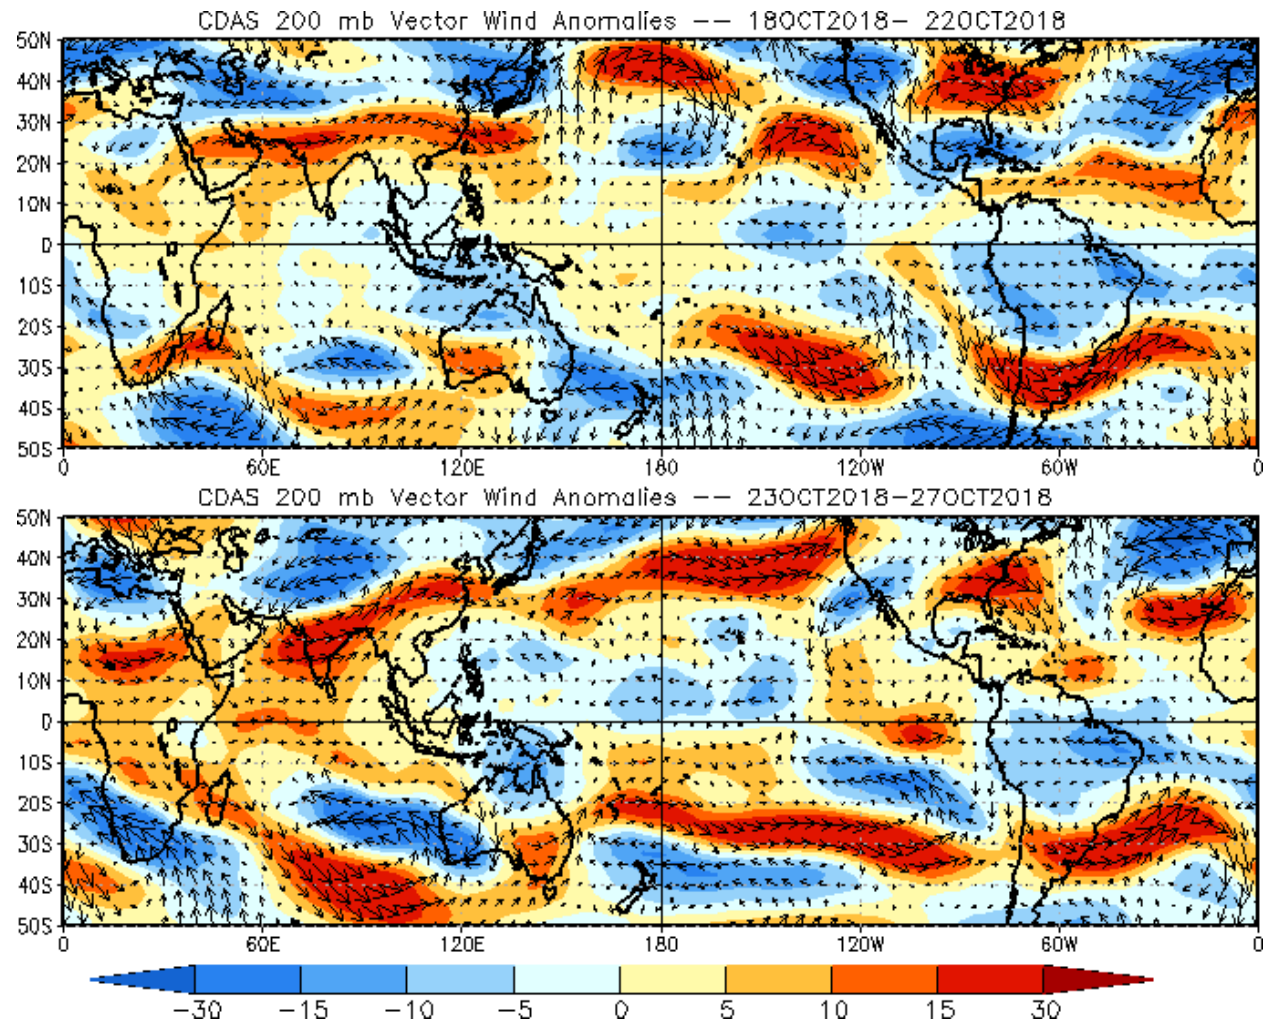 CDAS 200 mb Vector Wind Anomalies -- 18OCT2018- 22OCT2018
50N
40N
30N
20N
10N
0
10S
20S
30S
40S
50S
0 60E 120E 180 120W 60W 0
CDAS 200 mb Vector Wind Anomalies -- 23OCT2018-27OCT2018
50N
40N
30N
20N
10N
0
10S
20S
30S
40S
50S
0 60E 120E 180 120W 60W 0
-30 -15 -10 -5 0 5 10 15 30